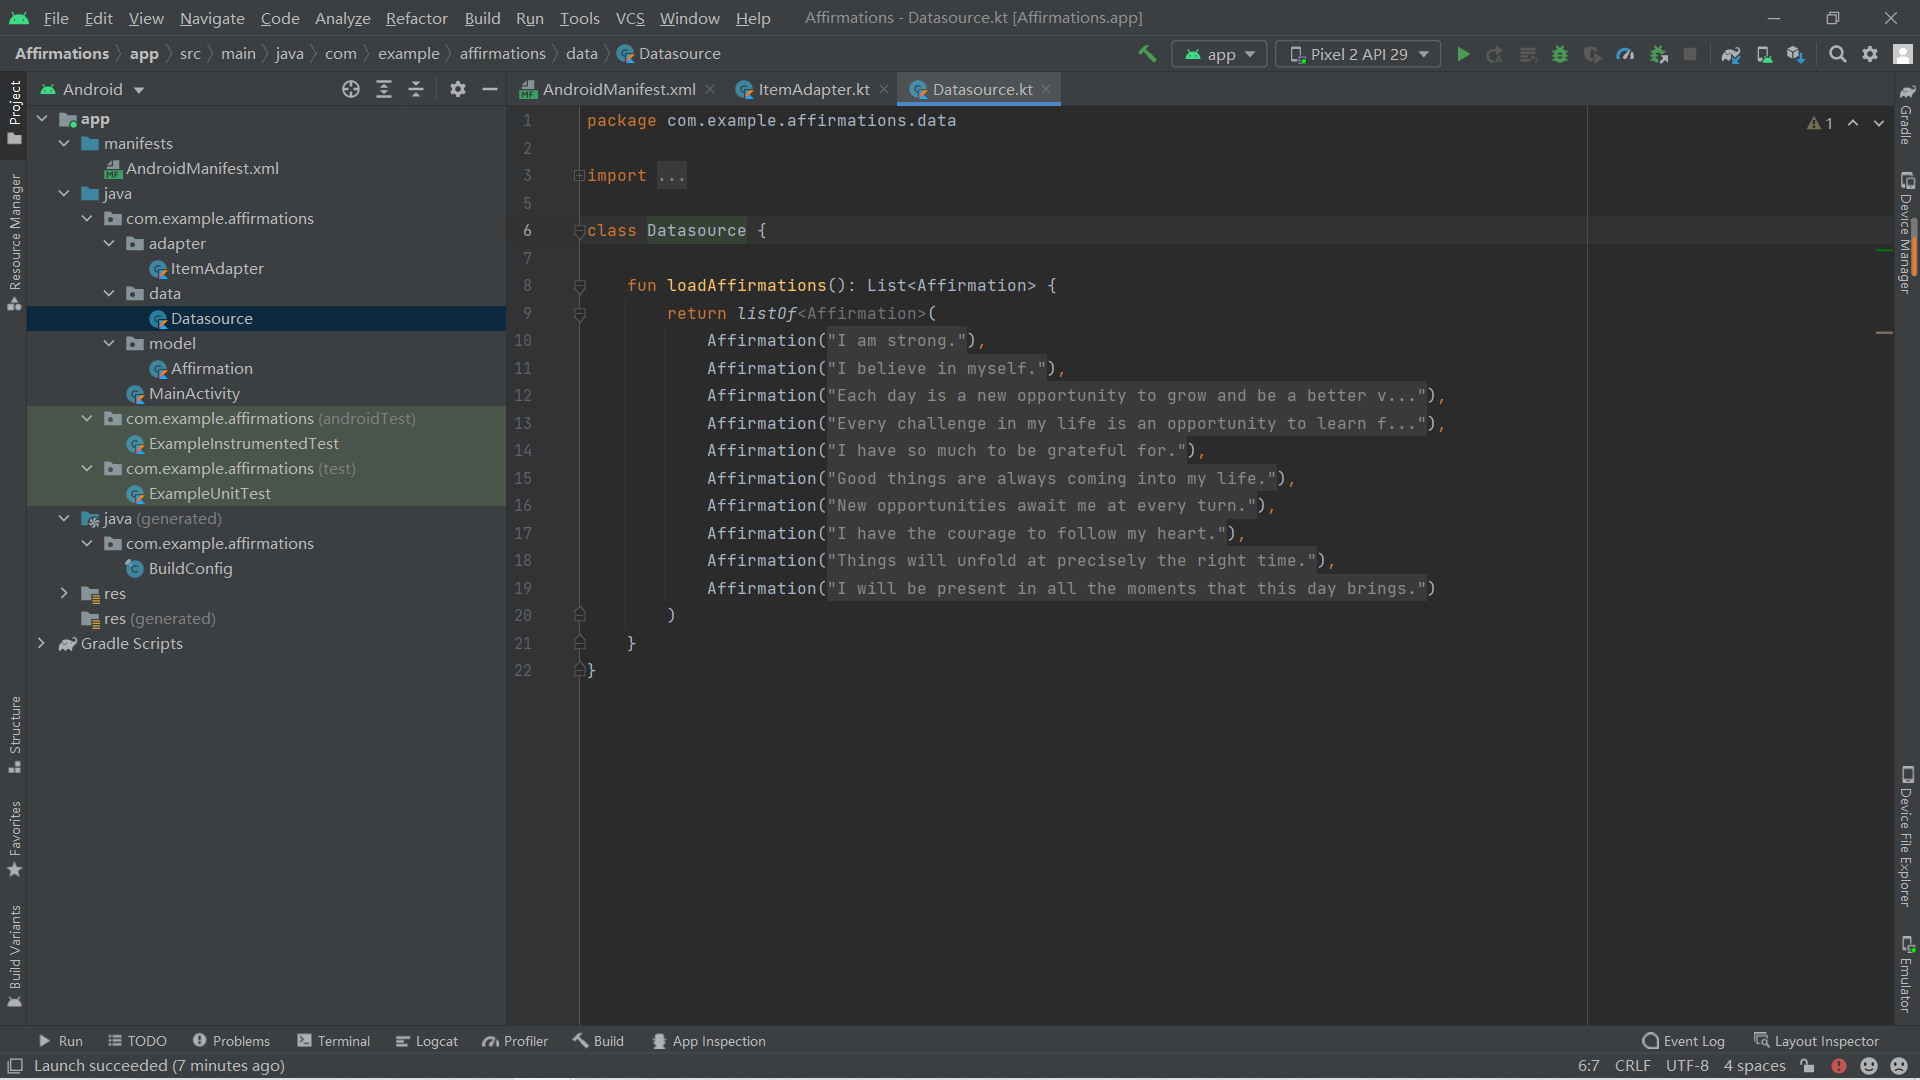 File Edit View Navigate Code Analyze Refactor Build Run Tools VCS Window Help Affirmations - Datasource.kt [Affirmations.app]
Affirmations app src main java com example affirmations data Datasource app Pixel 2 API 29
Project
Resource Manager
Structure
Favorites
Build Variants
Android
app
manifests
AndroidManifest.xml
java
com.example.affirmations
adapter
ItemAdapter
data
Datasource
model
Affirmation
MainActivity
com.example.affirmations (androidTest)
ExampleInstrumentedTest
com.example.affirmations (test)
ExampleUnitTest
java (generated)
com.example.affirmations
BuildConfig
res
res (generated)
Gradle Scripts
AndroidManifest.xml ItemAdapter.kt Datasource.kt
1 package com.example.affirmations.data
2
3 import ...
5
6 class Datasource {
7
8 fun loadAffirmations(): List<Affirmation> {
9 return listOf<Affirmation>(
10 Affirmation("I am strong."),
11 Affirmation("I believe in myself."),
12 Affirmation("Each day is a new opportunity to grow and be a better v..."),
13 Affirmation("Every challenge in my life is an opportunity to learn f..."),
14 Affirmation("I have so much to be grateful for."),
15 Affirmation("Good things are always coming into my life."),
16 Affirmation("New opportunities await me at every turn."),
17 Affirmation("I have the courage to follow my heart."),
18 Affirmation("Things will unfold at precisely the right time."),
19 Affirmation("I will be present in all the moments that this day brings.")
20 )
21 }
22 }
1
Gradle
Device Manager
Device File Explorer
Emulator
Run TODO Problems Terminal Logcat Profiler Build App Inspection Event Log Layout Inspector
Launch succeeded (7 minutes ago) 6:7 CRLF UTF-8 4 spaces